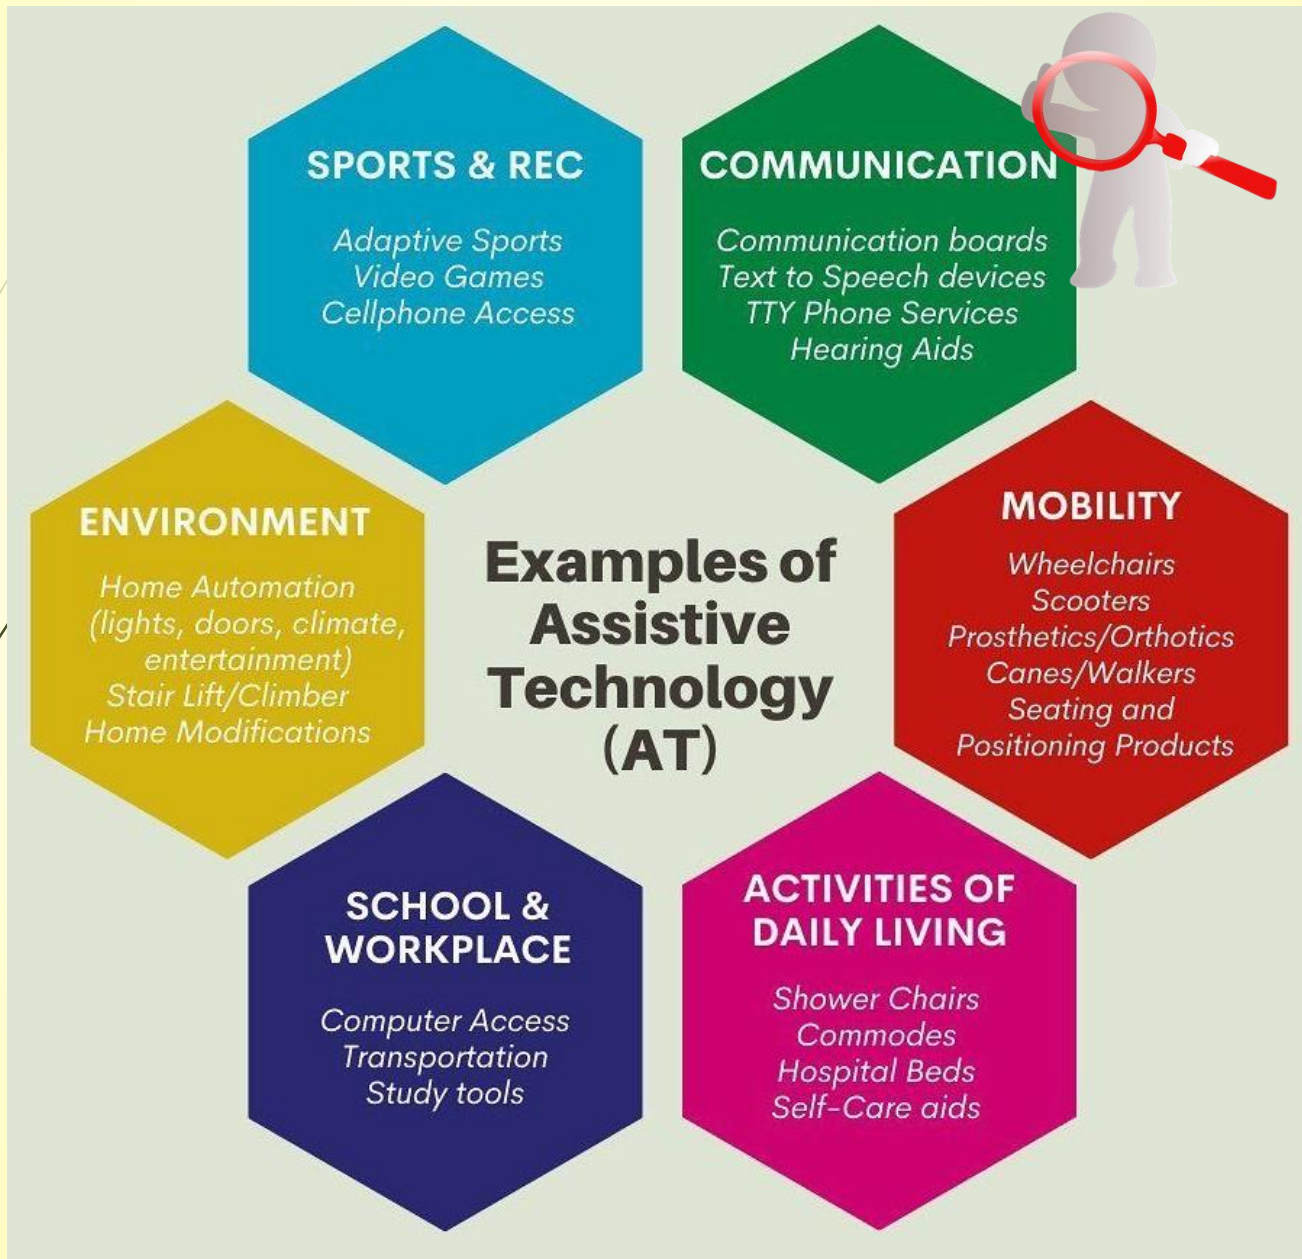 SPORTS & REC
Adaptive Sports
Video Games
Cellphone Access
COMMUNICATION
Communication boards
Text to Speech devices
TTY Phone Services
Hearing Aids
ENVIRONMENT
Home Automation
(lights, doors, climate,
entertainment)
Stair Lift/Climber
Home Modifications
Examples of
Assistive
Technology
(AT)
MOBILITY
Wheelchairs
Scooters
Prosthetics/Orthotics
Canes/Walkers
Seating and
Positioning Products
SCHOOL &
WORKPLACE
Computer Access
Transportation
Study tools
ACTIVITIES OF
DAILY LIVING
Shower Chairs
Commodes
Hospital Beds
Self-Care aids